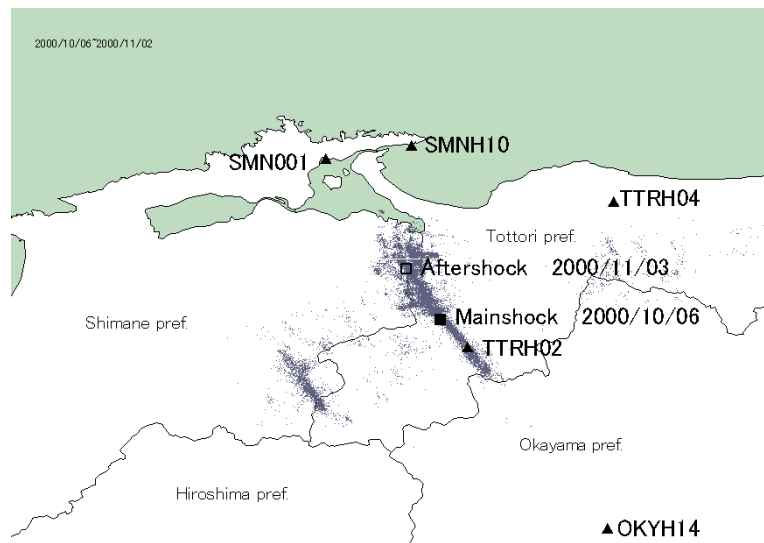 2000/10/06~2000/11/02
SMN001
SMNH10
TTRH04
Tottori pref.
Aftershock 2000/11/03
Mainshock 2000/10/06
Shimane pref.
TTRH02
Okayama pref.
Hiroshima pref.
OKYH14